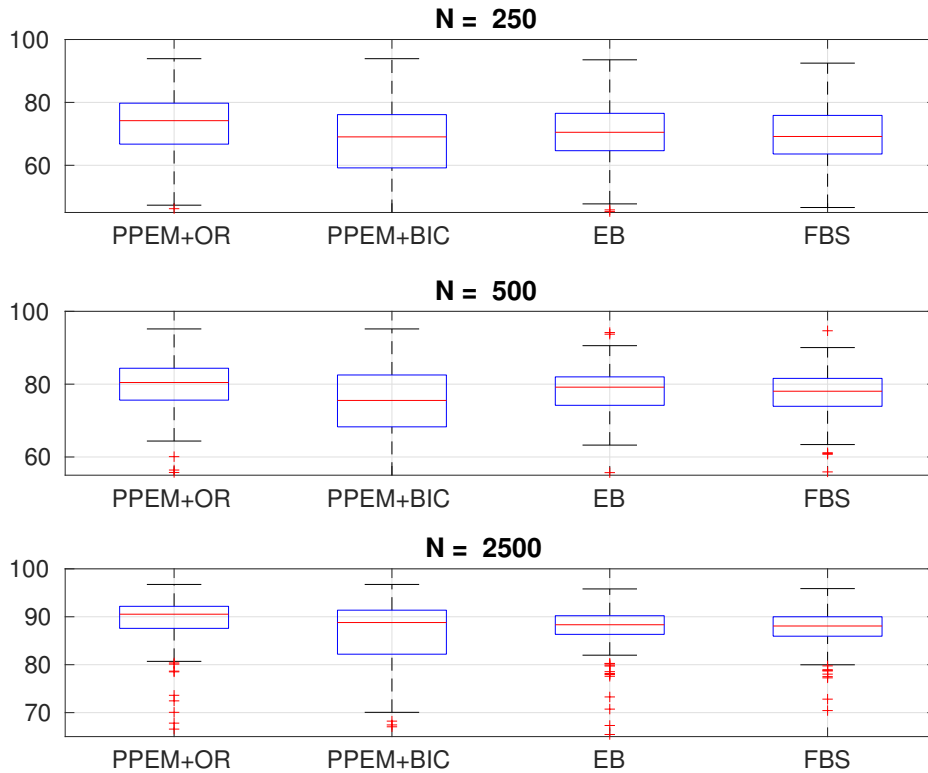 N = 250
100
80
60
PPEM+OR PPEM+BIC EB FBS
N = 500
100
80
60
PPEM+OR PPEM+BIC EB FBS
N = 2500
100
90
80
70
PPEM+OR PPEM+BIC EB FBS